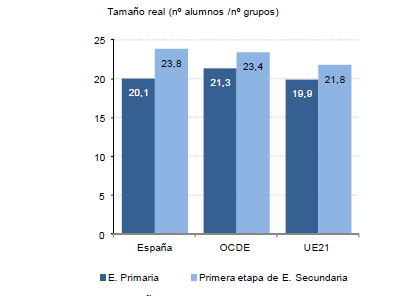 Tamaño real (nº alumnos /nº grupos)
25
20
15
10
5
0
20,1
23,8
21,3
23,4
19,9
21,8
España
OCDE
UE21
E. Primaria
Primera etapa de E. Secundaria